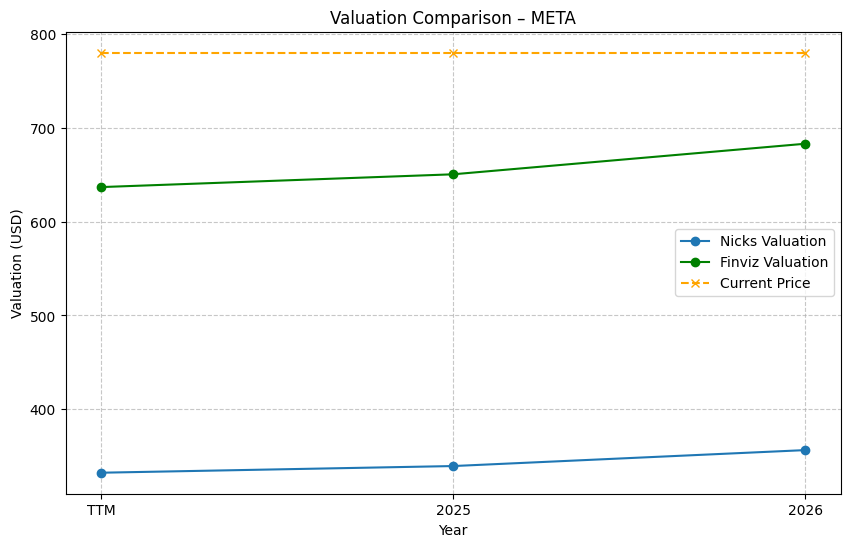 Valuation Comparison – META
800
700
600
500
400
Valuation (USD)
Nicks Valuation
Finviz Valuation
Current Price
TTM
2025
2026
Year